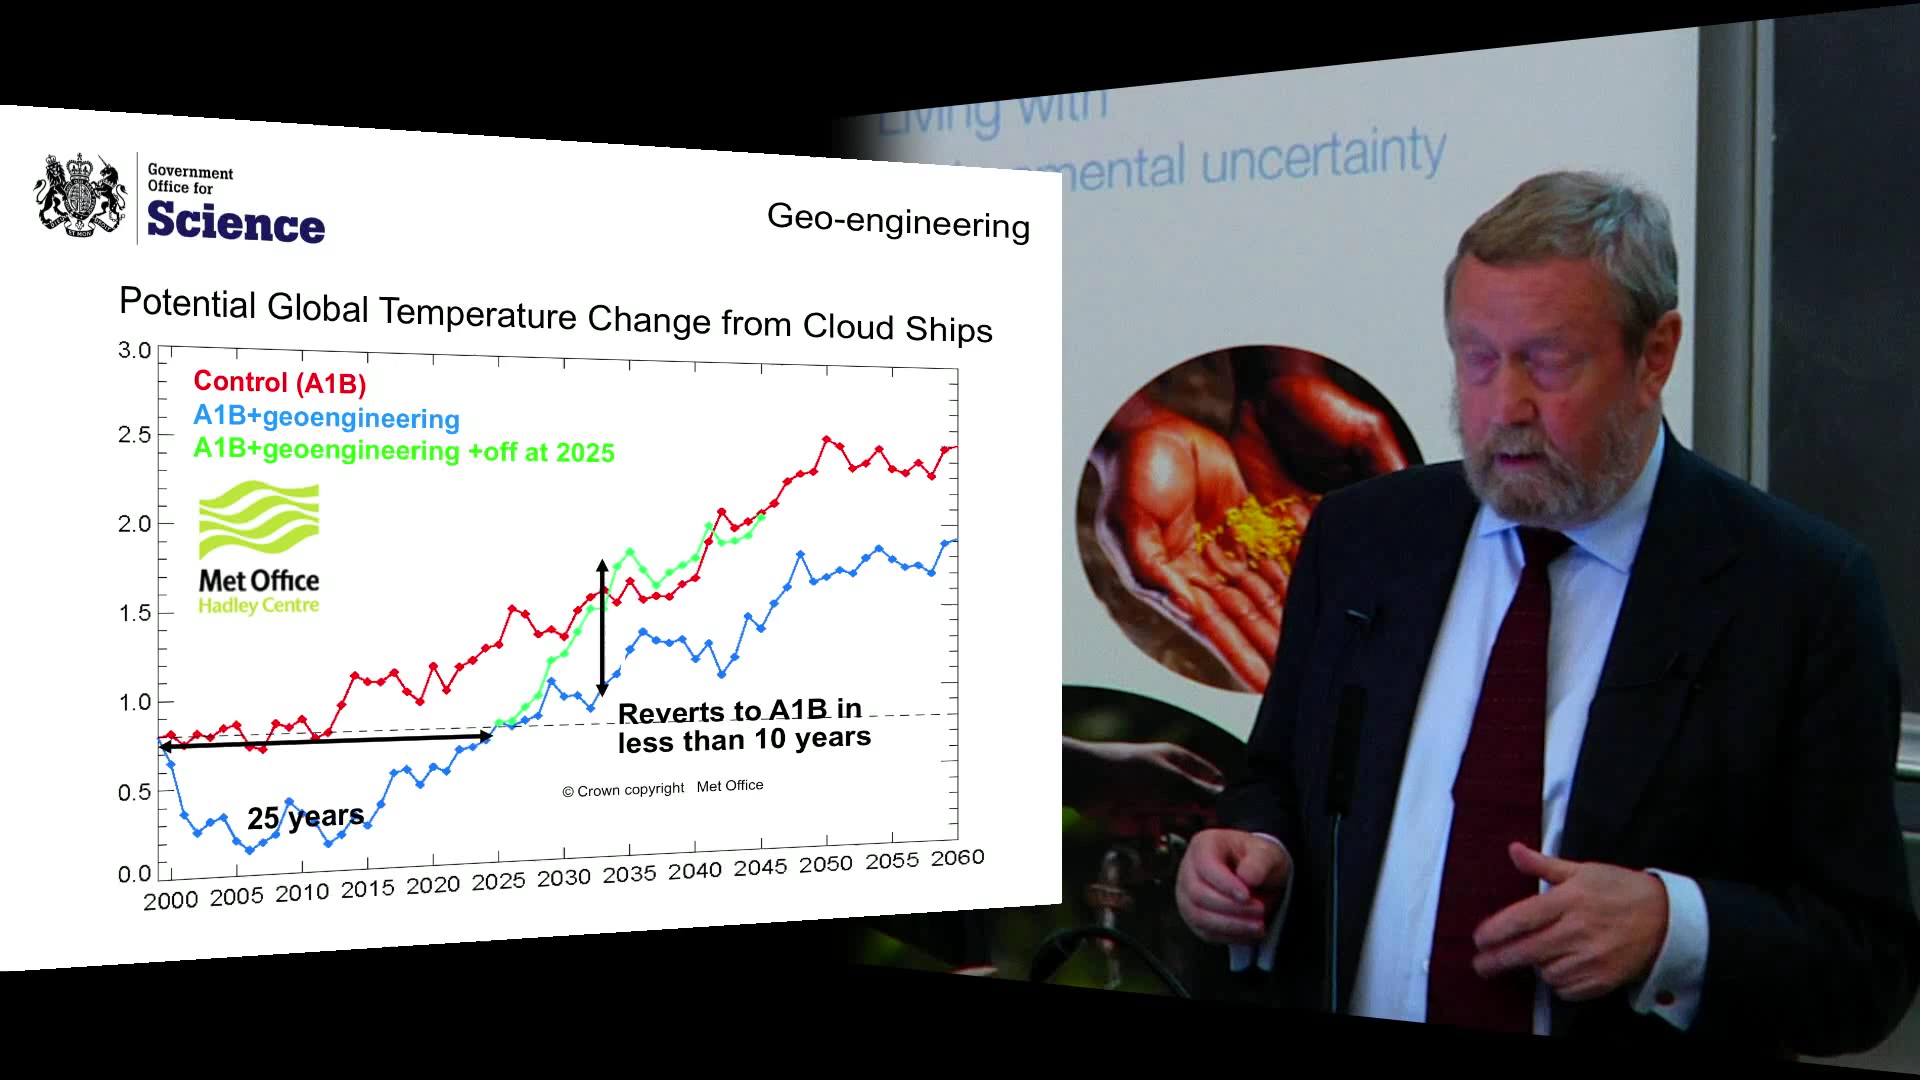 Living with
mental uncertainty
Government
Office for
Science
Geo-engineering
Potential Global Temperature Change from Cloud Ships
3.0
2.5
2.0
1.5
1.0
0.5
0.0
Control (A1B)
A1B+geoengineering
A1B+geoengineering +off at 2025
Met Office
Hadley Centre
Reverts to A1B in
less than 10 years
© Crown copyright Met Office
25 years
2000 2005 2010 2015 2020 2025 2030 2035 2040 2045 2050 2055 2060